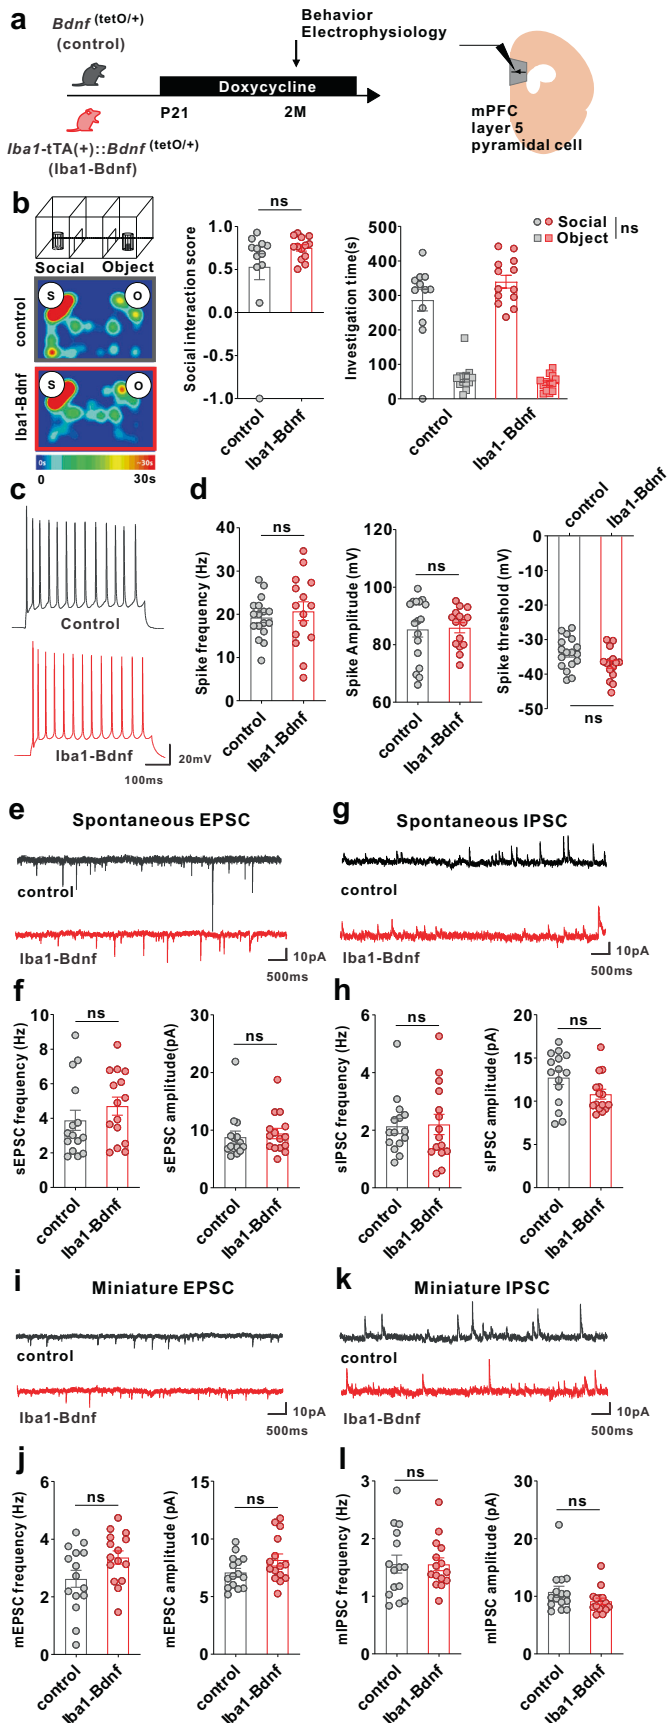 a
Bdnf (tetO/+)
(control)
Behavior
Electrophysiology
Doxycycline
P21
2M
Iba1-tTA(+)::Bdnf (tetO/+)
(Iba1-Bdnf)
mPFC
layer 5
pyramidal cell
b
Social
Object
S
O
control
S
O
Iba1-Bdnf
0s
~30s
0
30s
ns
Social interaction score
1.0
0.5
0.0
-0.5
-1.0
control
Iba1-Bdnf
Social
Object
ns
Investigation time(s)
500
400
300
200
100
0
control
Iba1- Bdnf
c
Control
Iba1-Bdnf
20mV
100ms
d
ns
Spike frequency (Hz)
40
30
20
10
0
control
Iba1-Bdnf
ns
Spike Amplitude (mV)
120
100
80
60
control
Iba1-Bdnf
control
Iba1-Bdnf
Spike threshold (mV)
0
-10
-20
-30
-40
-50
ns
e
Spontaneous EPSC
control
Iba1-Bdnf
10pA
500ms
g
Spontaneous IPSC
control
Iba1-Bdnf
10pA
500ms
f
ns
sEPSC frequency (Hz)
10
8
6
4
2
0
control
Iba1-Bdnf
ns
sEPSC amplitude(pA)
30
20
10
0
control
Iba1-Bdnf
h
ns
sIPSC frequency (Hz)
6
4
2
0
control
Iba1-Bdnf
ns
sIPSC amplitude(pA)
20
15
10
5
0
control
Iba1-Bdnf
i
Miniature EPSC
control
Iba1-Bdnf
10pA
500ms
k
Miniature IPSC
control
Iba1-Bdnf
10pA
500ms
j
ns
mEPSC frequency (Hz)
6
4
2
0
control
Iba1-Bdnf
ns
mEPSC amplitude (pA)
15
10
5
0
control
Iba1-Bdnf
l
ns
mIPSC frequency (Hz)
3
2
1
0
control
Iba1-Bdnf
ns
mIPSC amplitude (pA)
30
20
10
0
control
Iba1-Bdnf